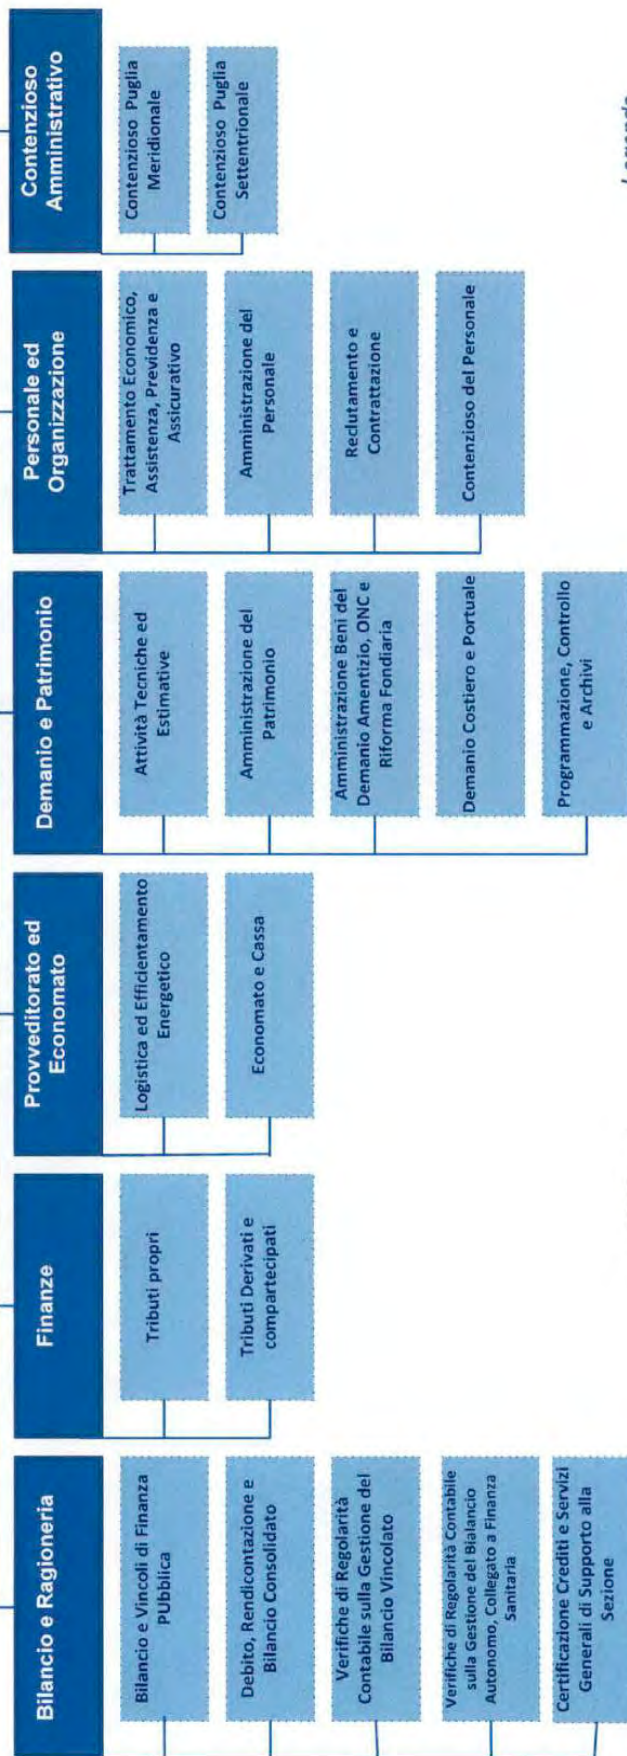 Bilancio e Ragioneria
Bilancio e Vincoli di Finanza
PUbblica
Debito, Rendicontazione e
Bilancio Consolidato
Verifiche di Regolarità
Contabile sulla Gestione del
Bilancio Vincolato
Verifiche di Regolarità Contabile
sulla Gestione del Bialancio
Autonomo, Collegato a Finanza
Sanitaria
Certificazione Crediti e Servizi
Generali di Supporto alla
Sezione
Finanze
Tributi propri
Tributi Derivati e
compartecipati
Provveditorato ed
Economato
Logistica ed Efficientamento
Energetico
Economato e Cassa
Demanio e Patrimonio
Attività Tecniche ed
Estimative
Amministrazione del
Patrimonio
Amministrazione Beni del
Demanio Amentizio, ONC e
Riforma Fondiaria
Demanio Costiero e Portuale
Programmazione, Controllo
e Archivi
Personale ed
Organizzazione
Trattamento Economico,
Assistenza, Previdenza e
Assicurativo
Amministrazione del
Personale
Reclutamento e
Contrattazione
Contenzioso del Personale
Contenzioso
Amministrativo
Contenzioso Puglia
Meridionale
Contenzioso Puglia
Settentrionale